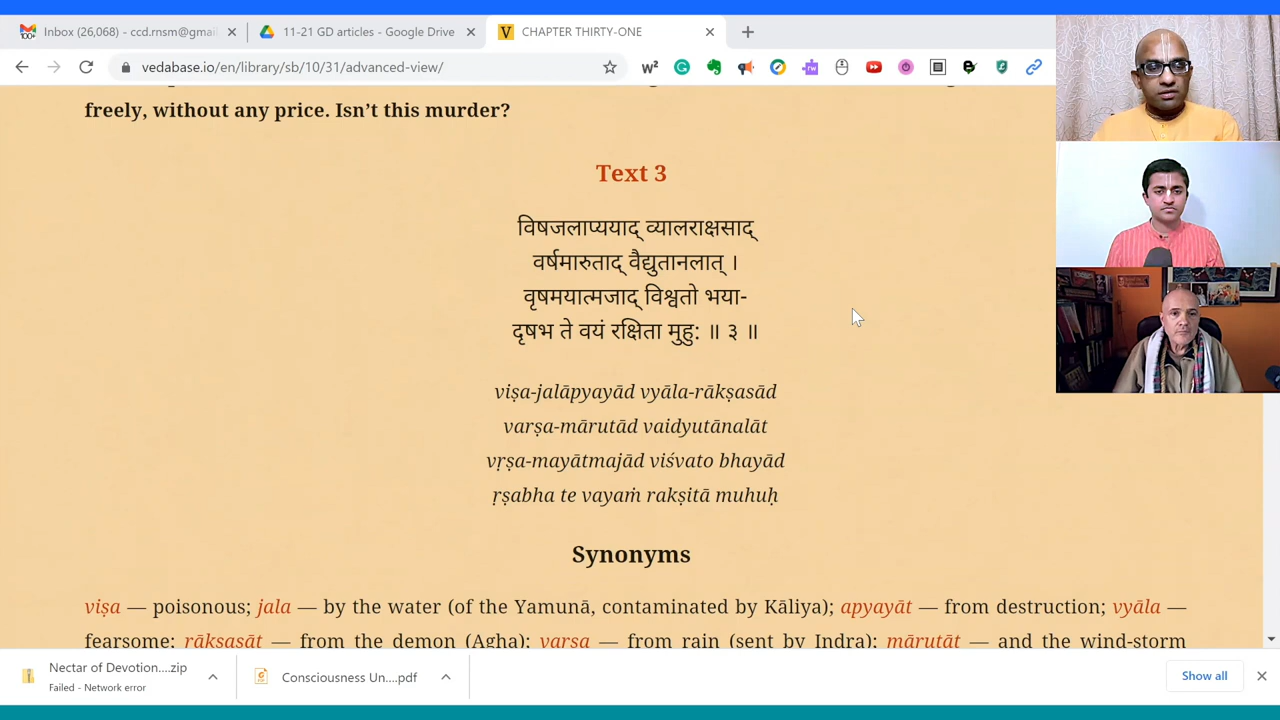 Inbox (26,068) - ccd.rnsm@gmai
11-21 GD articles - Google Drive
CHAPTER THIRTY-ONE
vedabase.io/en/library/sb/10/31/advanced-view/
freely, without any price. Isn’t this murder?
Text 3
विषजलाप्ययाद् व्यालराक्षसाद्
वर्षमारुताद् वैद्युतानलात् ।
वृषमयात्मजाद् विश्वतो भया-
दृषभ ते वयं रक्षिता मुहु: ॥ ३ ॥
viṣa-jalāpyayād vyāla-rākṣasād
varṣa-mārutād vaidyutānalāt
vṛṣa-mayātmajād viśvato bhayād
ṛṣabha te vayaṁ rakṣitā muhuḥ
Synonyms
viṣa — poisonous; jala — by the water (of the Yamunā, contaminated by Kāliya); apyayāt — from destruction; vyāla —
fearsome; rākṣasāt — from the demon (Agha); varṣa — from rain (sent by Indra); mārutāt — and the wind-storm
Nectar of Devotion....zip
Failed - Network error
Consciousness Un....pdf
Show all